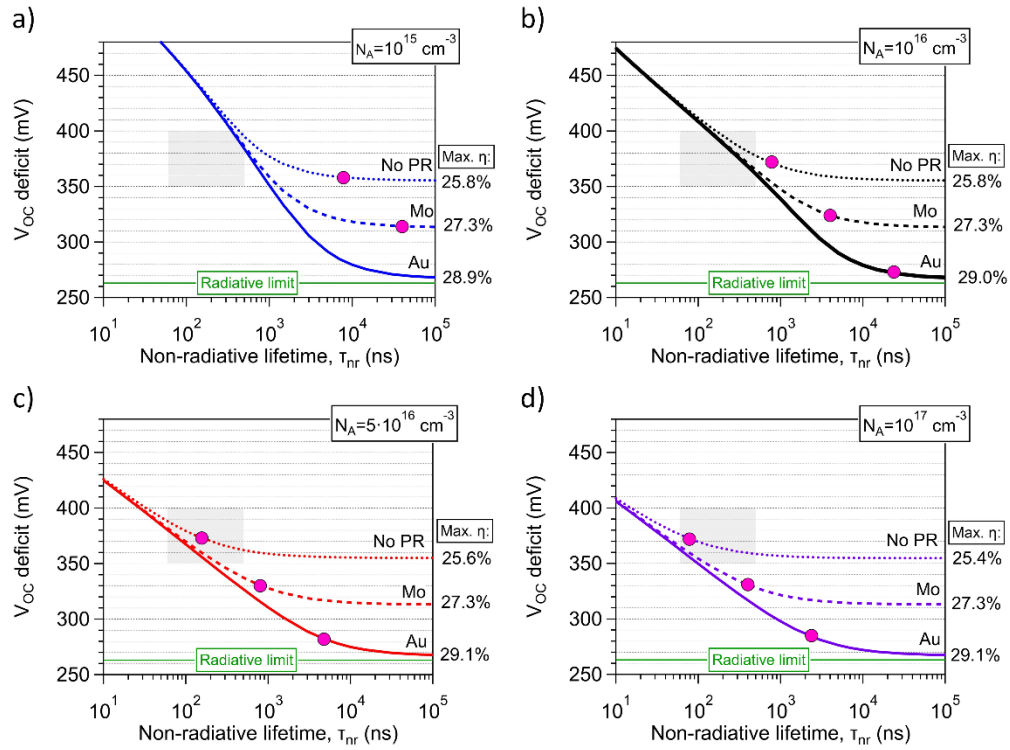 a)
N_A=10^15 cm^-3
V_OC deficit (mV)
450
400
350
300
250
No PR
Mo
Au
Max. η:
25.8%
27.3%
28.9%
Radiative limit
10^1 10^2 10^3 10^4 10^5
Non-radiative lifetime, τ_nr (ns)
b)
N_A=10^16 cm^-3
V_OC deficit (mV)
450
400
350
300
250
No PR
Mo
Au
Max. η:
25.8%
27.3%
29.0%
Radiative limit
10^1 10^2 10^3 10^4 10^5
Non-radiative lifetime, τ_nr (ns)
c)
N_A=5·10^16 cm^-3
V_OC deficit (mV)
450
400
350
300
250
No PR
Mo
Au
Max. η:
25.6%
27.3%
29.1%
Radiative limit
10^1 10^2 10^3 10^4 10^5
Non-radiative lifetime, τ_nr (ns)
d)
N_A=10^17 cm^-3
V_OC deficit (mV)
450
400
350
300
250
No PR
Mo
Au
Max. η:
25.4%
27.3%
29.1%
Radiative limit
10^1 10^2 10^3 10^4 10^5
Non-radiative lifetime, τ_nr (ns)